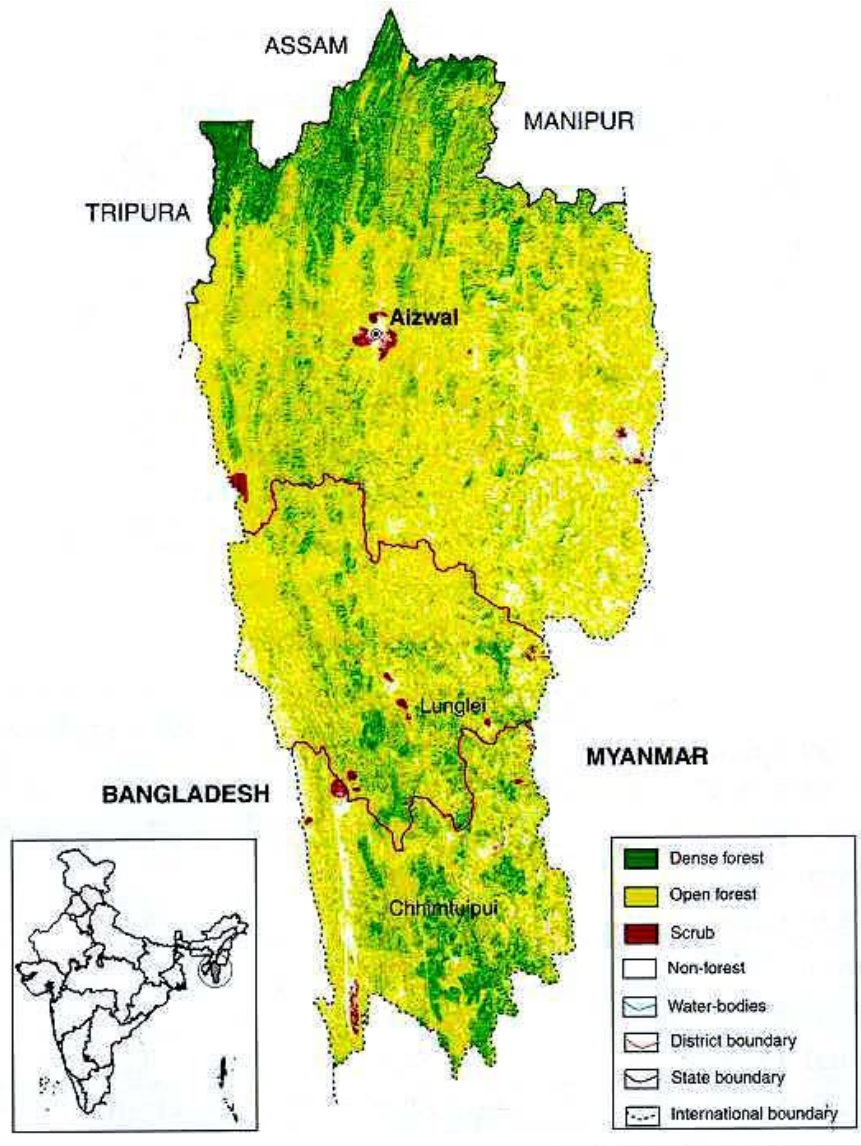 ASSAM
MANIPUR
TRIPURA
Aizwal
Lunglei
MYANMAR
BANGLADESH
Chhimtuipui
Dense forest
Open forest
Scrub
Non-forest
Water-bodies
District boundary
State boundary
International boundary